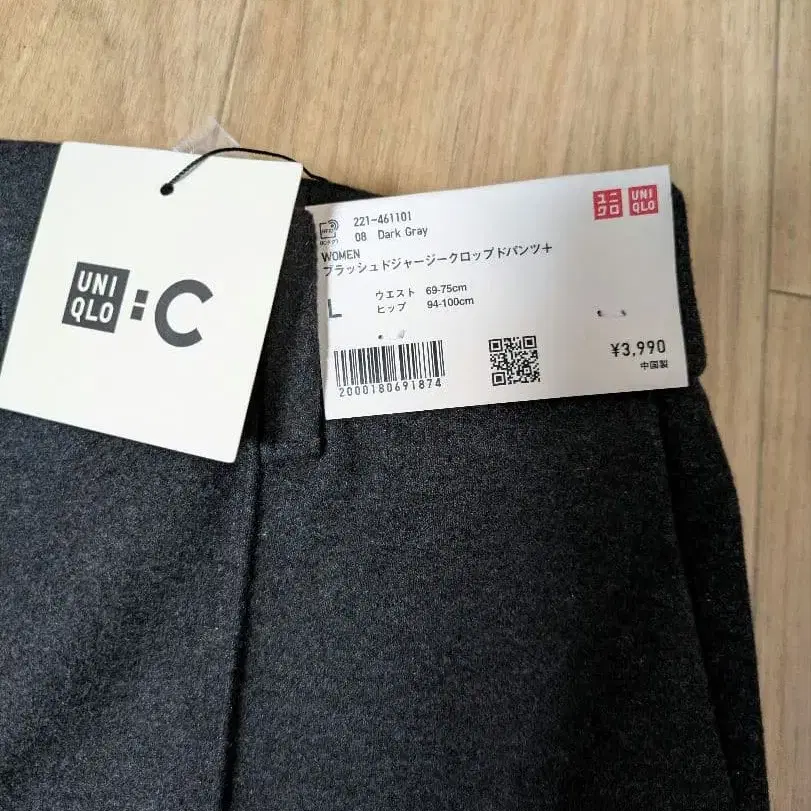 UNI
QLO : C
221-461101
08 Dark Gray
WOMEN
ブラッシュドジャージークロップドパンツ+
L
ウエスト 69-75cm
ヒップ 94-100cm
2000180691874
ユニ
クロ
UNI
QLO
¥3,990
中国製